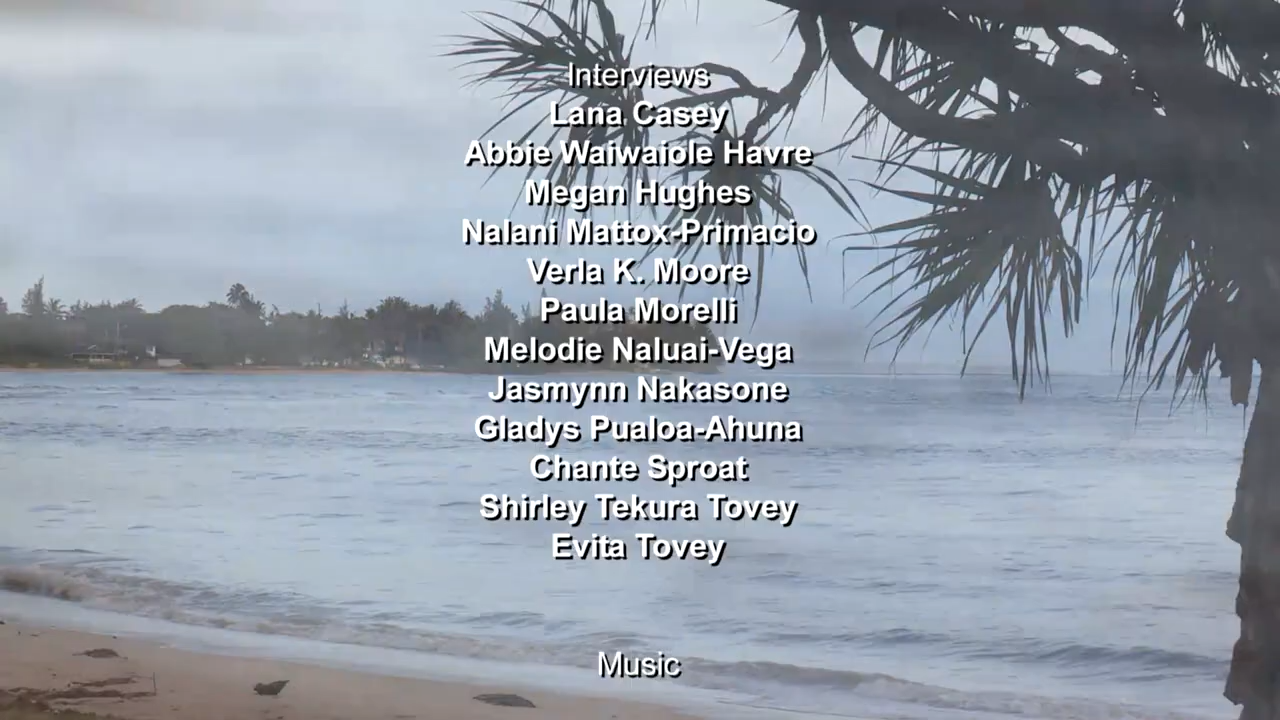 Interviews
Lana Casey
Abbie Waiwaiole Havre
Megan Hughes
Nalani Mattox-Primacio
Verla K. Moore
Paula Morelli
Melodie Naluai-Vega
Jasmynn Nakasone
Gladys Pualoa-Ahuna
Chante Sproat
Shirley Tekura Tovey
Evita Tovey
Music